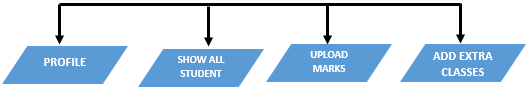 PROFILE
SHOW ALL
STUDENT
UPLOAD
MARKS
ADD EXTRA
CLASSES